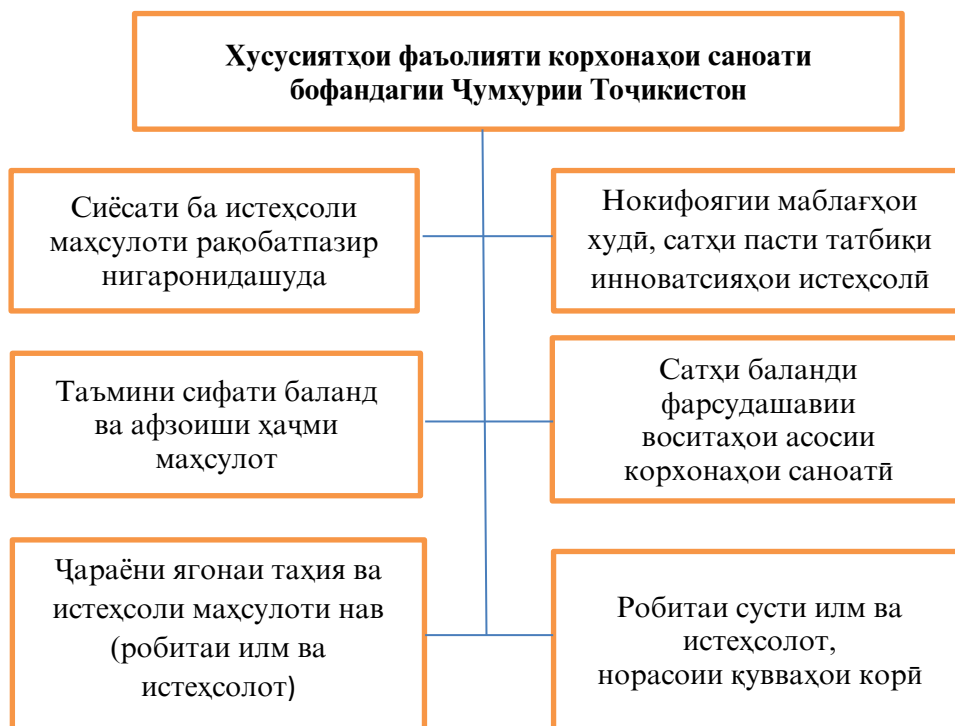 Хусусиятҳои фаъолияти корхонаҳои саноати
бофандагии Ҷумҳурии Тоҷикистон
Сиёсати ба истеҳсоли
маҳсулоти рақобатпазир
нигаронидашуда
Нокифоягии маблағҳои
худӣ, сатҳи пасти татбиқи
инноватсияҳои истеҳсолӣ
Таъмини сифати баланд
ва афзоиши ҳаҷми
маҳсулот
Сатҳи баланди
фарсудашавии
воситаҳои асосии
корхонаҳои саноатӣ
Ҷараёни ягонаи таҳия ва
истеҳсоли маҳсулоти нав
(робитаи илм ва
истеҳсолот)
Робитаи сусти илм ва
истеҳсолот,
норасоии қувваҳои корӣ